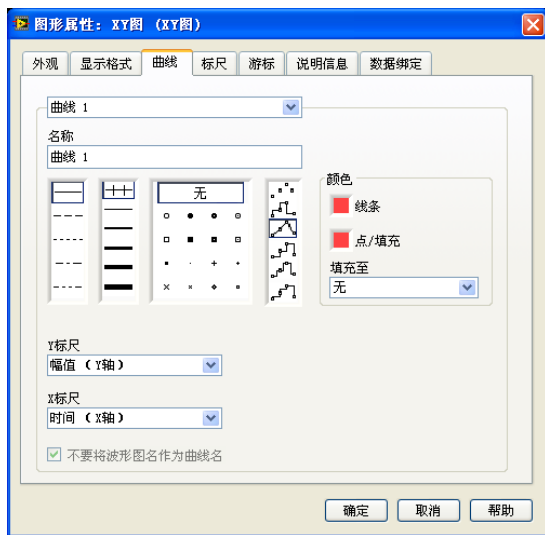 图形属性: XY图 (XY图)
外观 显示格式 曲线 标尺 游标 说明信息 数据绑定
曲线 1
名称
曲线 1
无
颜色
线条
点/填充
填充至
无
Y标尺
幅值 (Y轴)
X标尺
时间 (X轴)
不要将波形图名作为曲线名
确定 取消 帮助